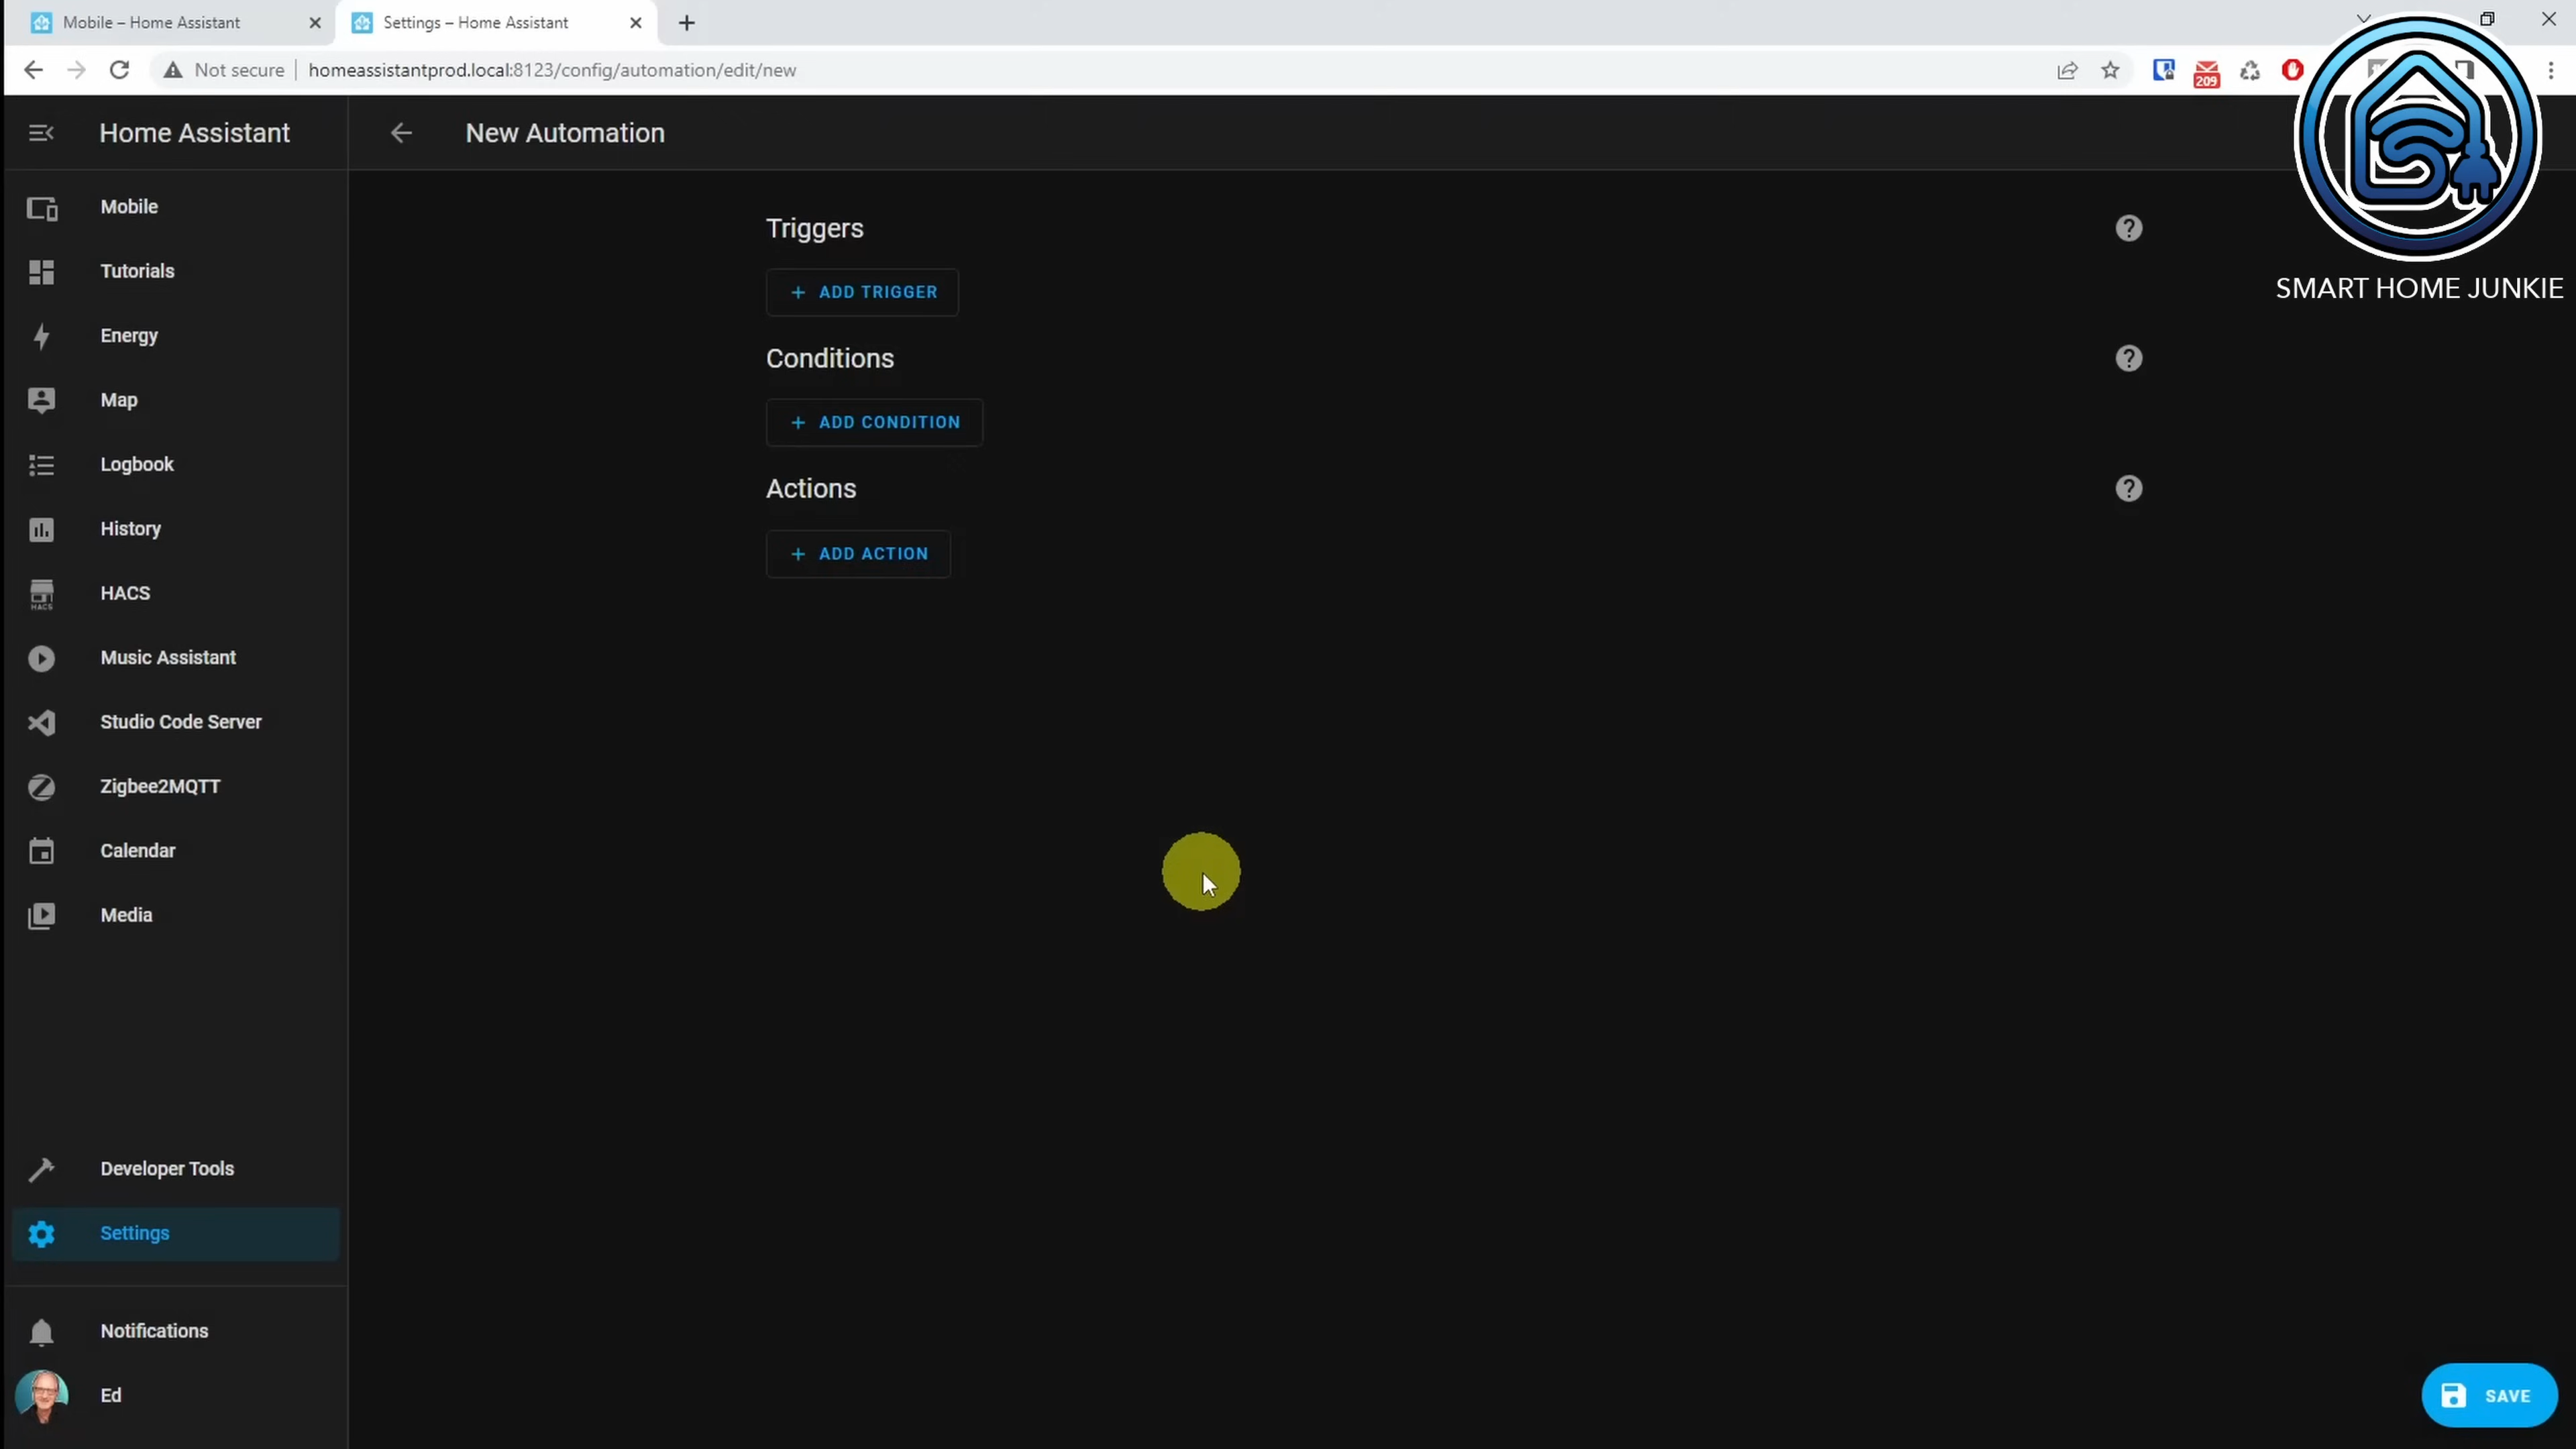 Mobile – Home Assistant
Settings – Home Assistant
Not secure
homeassistantprod.local:8123/config/automation/edit/new
209
Home Assistant
New Automation
SMART HOME JUNKIE
Mobile
Tutorials
Energy
Map
Logbook
History
HACS
HACS
Music Assistant
Studio Code Server
Zigbee2MQTT
Calendar
Media
Developer Tools
Settings
Notifications
Ed
Triggers
+ ADD TRIGGER
Conditions
+ ADD CONDITION
Actions
+ ADD ACTION
SAVE